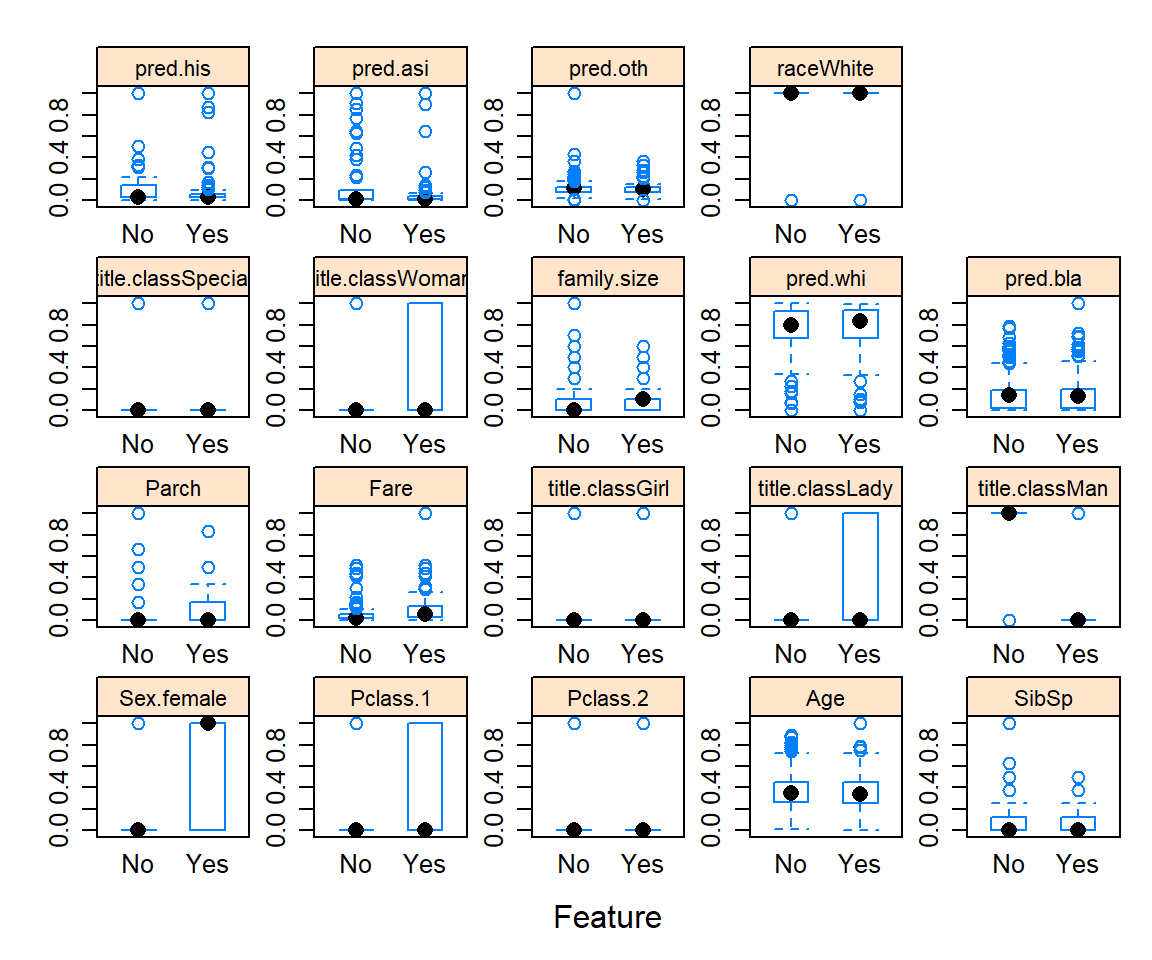 pred.his pred.asi pred.oth raceWhite
0.0 0.4 0.8 0.0 0.4 0.8 0.0 0.4 0.8 0.0 0.4 0.8
No Yes No Yes No Yes No Yes
title.classSpecia title.classWoman family.size pred.whi pred.bla
0.0 0.4 0.8 0.0 0.4 0.8 0.0 0.4 0.8 0.0 0.4 0.8 0.0 0.4 0.8
No Yes No Yes No Yes No Yes No Yes
Parch Fare title.classGirl title.classLady title.classMan
0.0 0.4 0.8 0.0 0.4 0.8 0.0 0.4 0.8 0.0 0.4 0.8 0.0 0.4 0.8
No Yes No Yes No Yes No Yes No Yes
Sex.female Pclass.1 Pclass.2 Age SibSp
0.0 0.4 0.8 0.0 0.4 0.8 0.0 0.4 0.8 0.0 0.4 0.8 0.0 0.4 0.8
No Yes No Yes No Yes No Yes No Yes
Feature